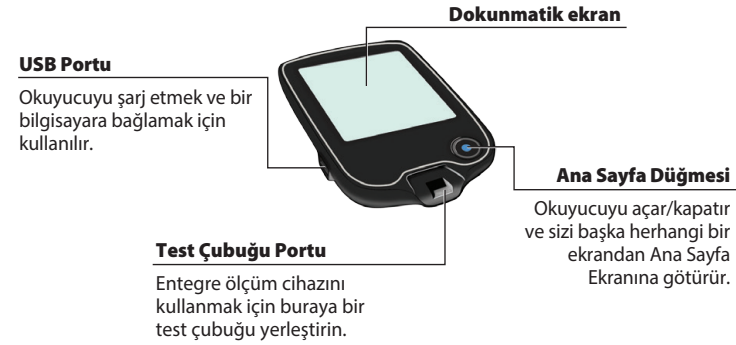 Dokunmatik ekran
USB Portu
Okuyucuyu şarj etmek ve bir
bilgisayara bağlamak için
kullanılır.
Ana Sayfa Düğmesi
Okuyucuyu açar/kapatır
ve sizi başka herhangi bir
ekrandan Ana Sayfa
Ekranına götürür.
Test Çubuğu Portu
Entegre ölçüm cihazını
kullanmak için buraya bir
test çubuğu yerleştirin.